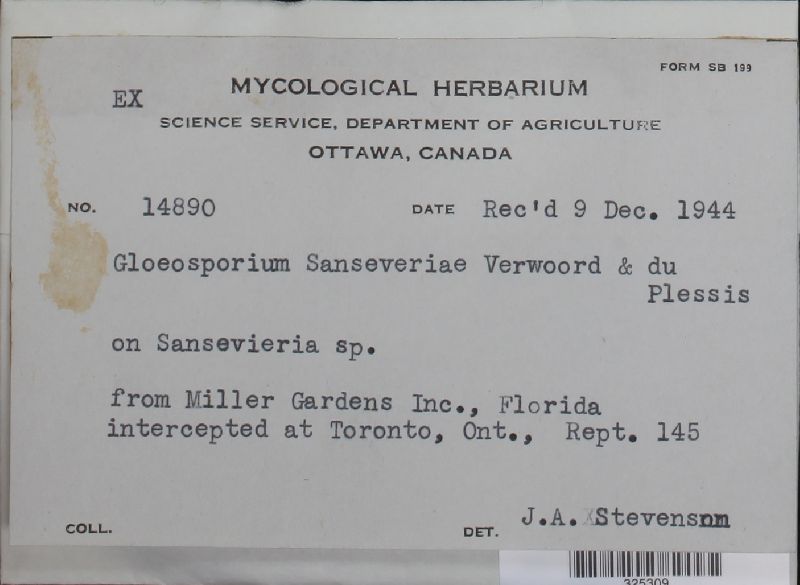 FORM SB 199
EX MYCOLOGICAL HERBARIUM
SCIENCE SERVICE, DEPARTMENT OF AGRICULTURE
OTTAWA, CANADA
NO. 14890 DATE Rec'd 9 Dec. 1944
Gloeosporium Sanseveriae Verwoord & du
Plessis
on Sansevieria sp.
from Miller Gardens Inc., Florida
intercepted at Toronto, Ont., Rept. 145
COLL. DET. J.A. Stevenson
325309